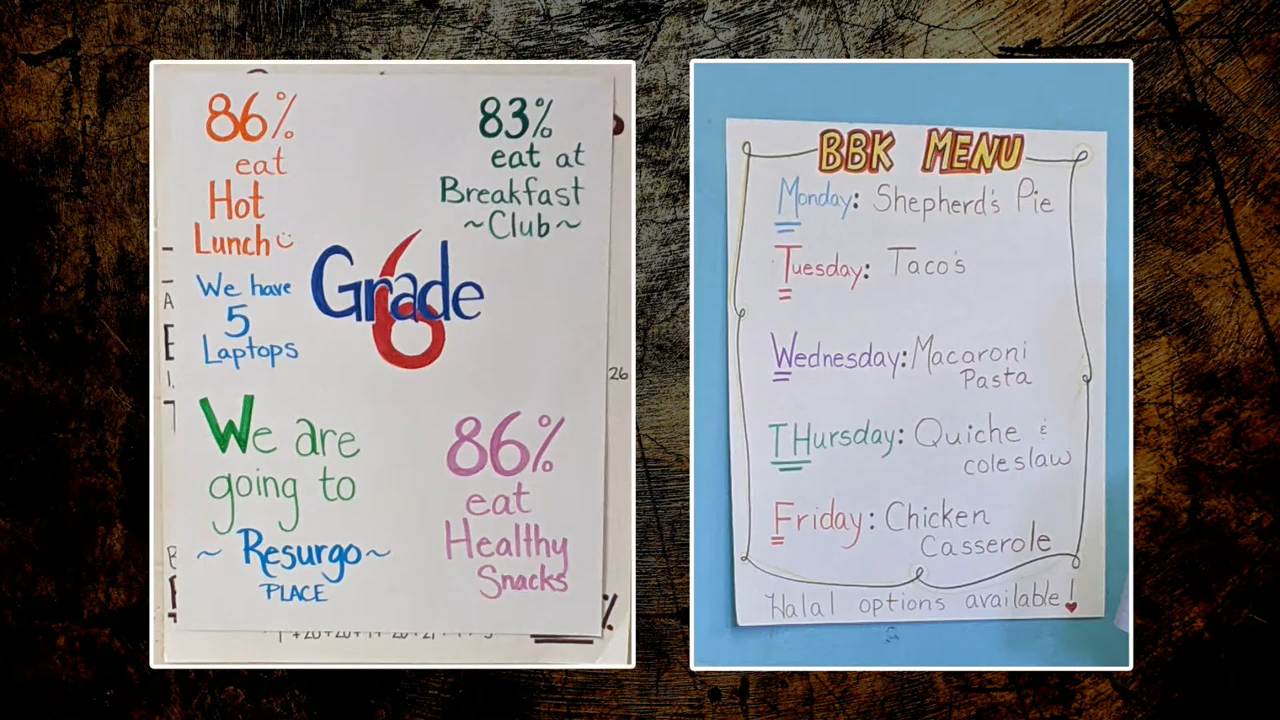 86%
eat
Hot
Lunch
83%
eat at
Breakfast
~Club~
Grade
6
We have
5
Laptops
We are
going to
~ Resurgo ~
PLACE
86%
eat
Healthy
Snacks
26
BBK MENU
Monday: Shepherd's Pie
Tuesday: Taco's
Wednesday: Macaroni
Pasta
THursday: Quiche &
coleslaw
Friday: Chicken
Casserole
Halal options available!